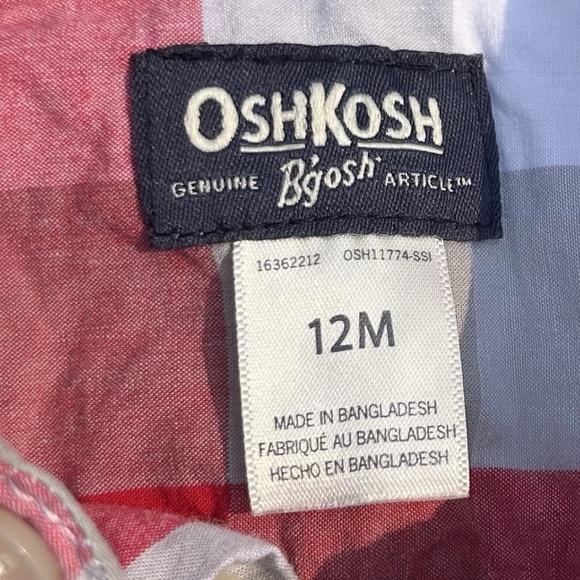 OSHKOSH
GENUINE B'gosh ARTICLE™
16362212 OSH11774-SSI
12M
MADE IN BANGLADESH
FABRIQUÉ AU BANGLADESH
HECHO EN BANGLADESH